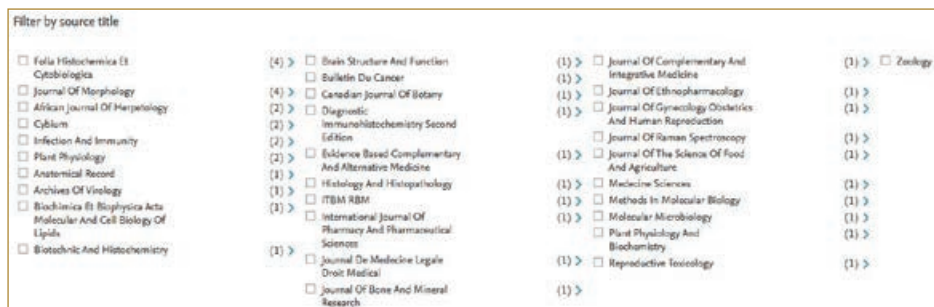 Filter by source title
Folia Histochemica Et
Cytobiologica
(4)
Journal Of Morphology
(4)
African Journal Of Herpetology
(2)
Cybium
(2)
Infection And Immunity
(2)
Plant Physiology
(2)
Anatomical Record
(1)
Archives Of Virology
(1)
Biochimica Et Biophysica Acta
Molecular And Cell Biology Of
Lipids
(1)
Biotechnic And Histochemistry
(1)
Brain Structure And Function
(1)
Bulletin Du Cancer
(1)
Canadian Journal Of Botany
(1)
Diagnostic
Immunohistochemistry Second
Edition
(1)
Evidence Based Complementary
And Alternative Medicine
(1)
Histology And Histopathology
(1)
ITBM RBM
(1)
International Journal Of
Pharmacy And Pharmaceutical
Sciences
(1)
Journal De Medecine Legale
Droit Medical
(1)
Journal Of Bone And Mineral
Research
(1)
Journal Of Complementary And
Integrative Medicine
(1)
Journal Of Ethnopharmacology
(1)
Journal Of Gynecology Obstetrics
And Human Reproduction
(1)
Journal Of Raman Spectroscopy
(1)
Journal Of The Science Of Food
And Agriculture
(1)
Medecine Sciences
(1)
Methods In Molecular Biology
(1)
Molecular Microbiology
(1)
Plant Physiology And
Biochemistry
(1)
Reproductive Toxicology
(1)
Zoology